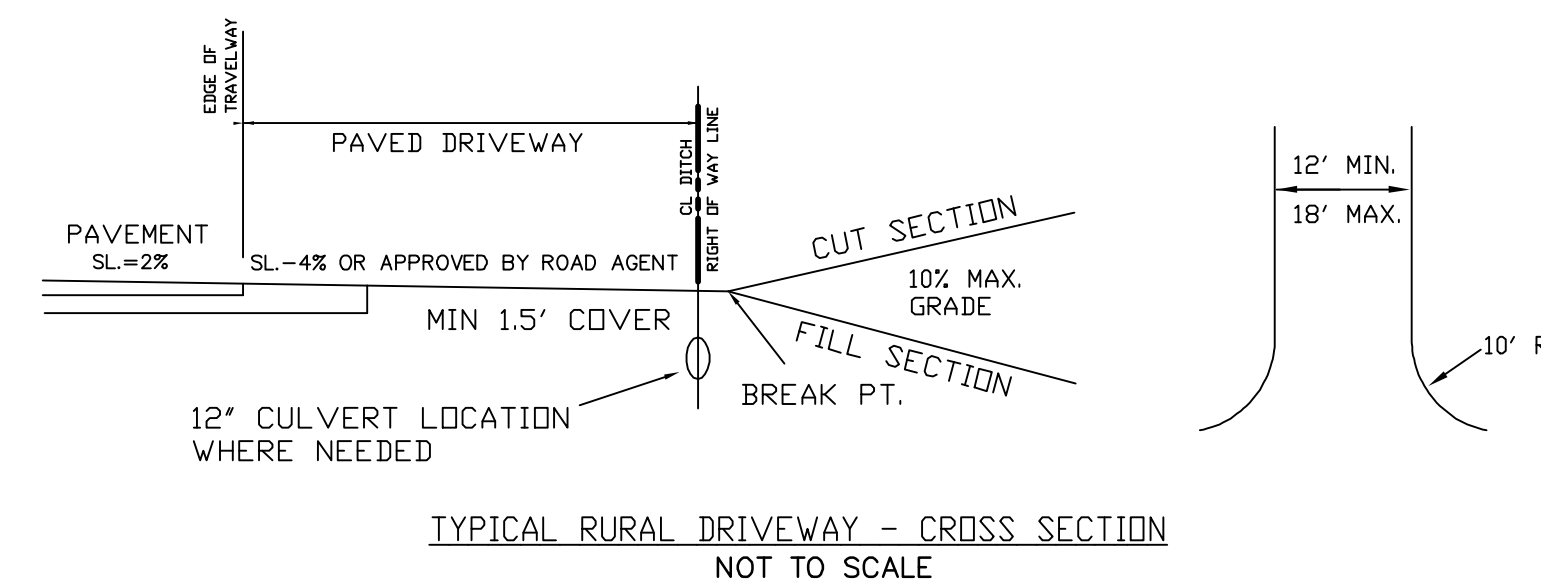 EDGE OF
TRAVELWAY
PAVED DRIVEWAY
CL DITCH
RIGHT OF WAY LINE
PAVEMENT
SL.=2%
SL.-4% OR APPROVED BY ROAD AGENT
MIN 1.5' COVER
CUT SECTION
10% MAX.
GRADE
FILL SECTION
BREAK PT.
12" CULVERT LOCATION
WHERE NEEDED
12' MIN.
18' MAX.
10'
TYPICAL RURAL DRIVEWAY - CROSS SECTION
NOT TO SCALE